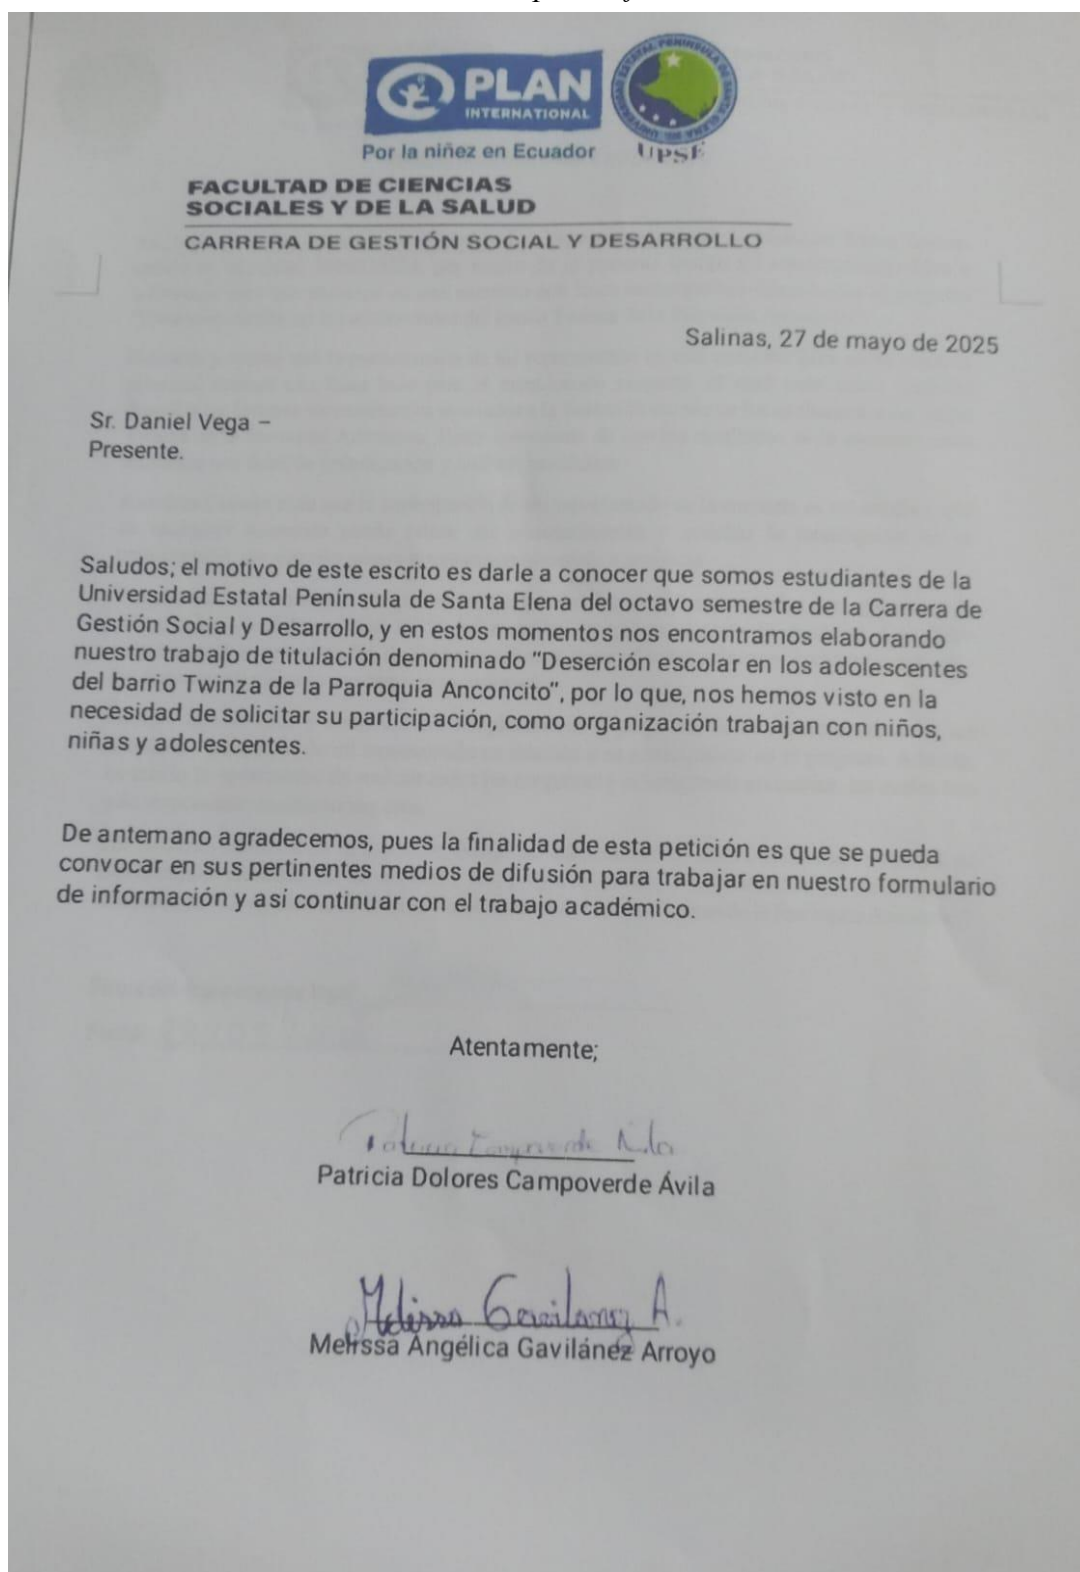 PLAN
INTERNATIONAL
Por la niñez en Ecuador
UPSE
FACULTAD DE CIENCIAS
SOCIALES Y DE LA SALUD
CARRERA DE GESTIÓN SOCIAL Y DESARROLLO
Salinas, 27 de mayo de 2025
Sr. Daniel Vega –
Presente.
Saludos; el motivo de este escrito es darle a conocer que somos estudiantes de la
Universidad Estatal Península de Santa Elena del octavo semestre de la Carrera de
Gestión Social y Desarrollo, y en estos momentos nos encontramos elaborando
nuestro trabajo de titulación denominado "Deserción escolar en los adolescentes
del barrio Twinza de la Parroquia Anconcito", por lo que, nos hemos visto en la
necesidad de solicitar su participación, como organización trabajan con niños,
niñas y adolescentes.
De antemano agradecemos, pues la finalidad de esta petición es que se pueda
convocar en sus pertinentes medios de difusión para trabajar en nuestro formulario
de información y así continuar con el trabajo académico.
Atentamente;
Patricia Dolores Campoverde Ávila
Melissa A.
Melissa Angélica Gavilánez Arroyo